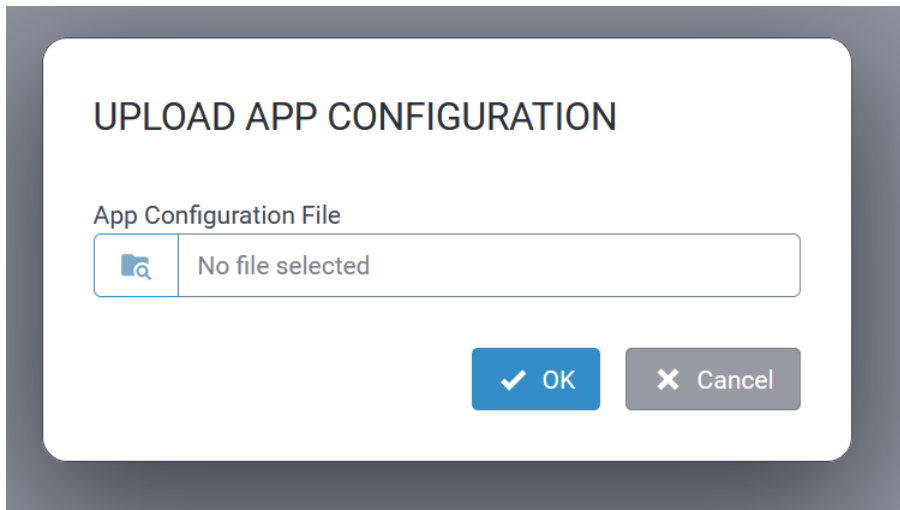 UPLOAD APP CONFIGURATION
App Configuration File
No file selected
OK
Cancel